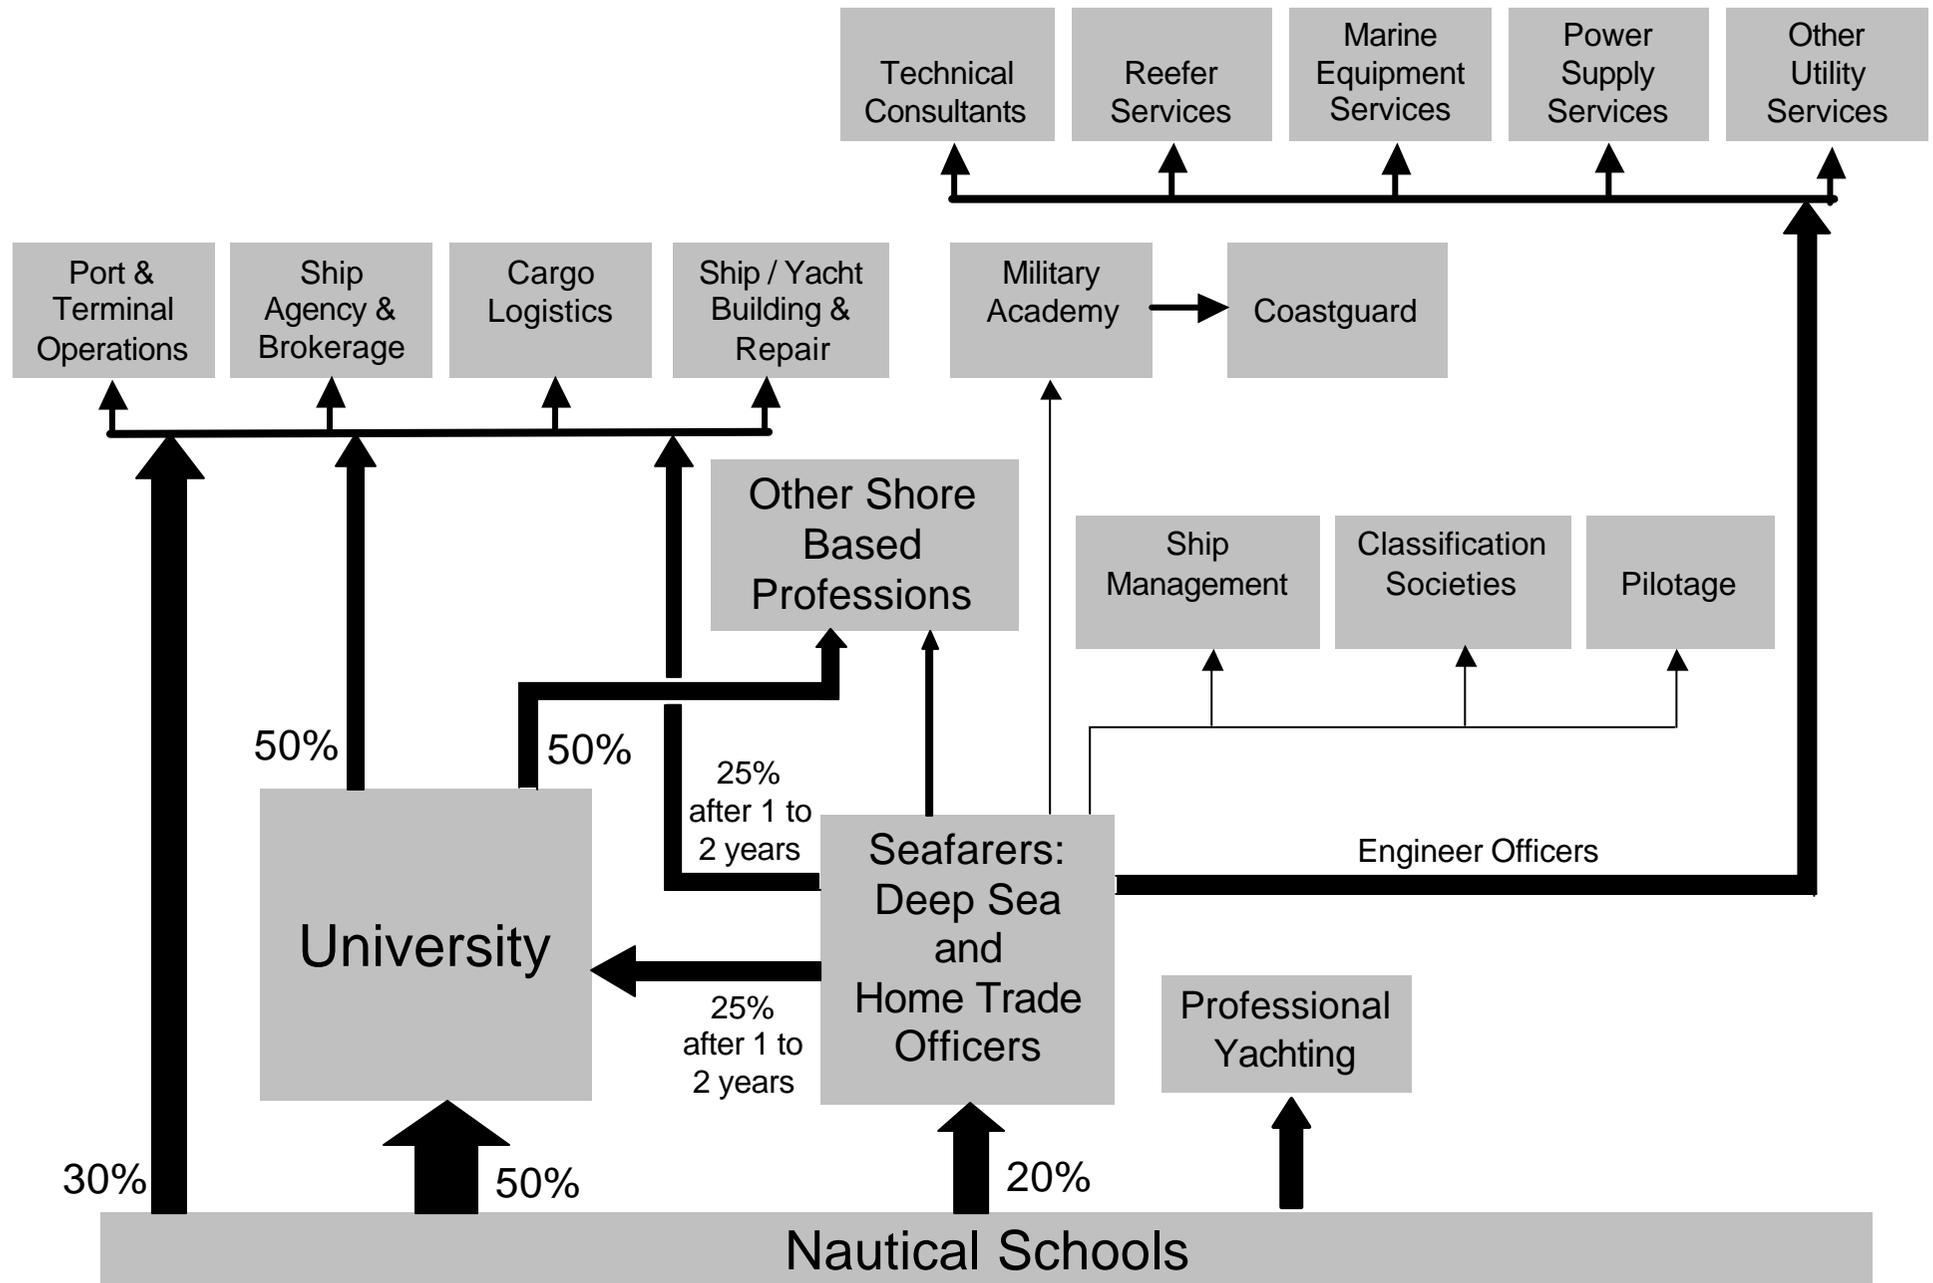 Technical
Consultants
Reefer
Services
Marine
Equipment
Services
Power
Supply
Services
Other
Utility
Services
Port &
Terminal
Operations
Ship
Agency &
Brokerage
Cargo
Logistics
Ship / Yacht
Building &
Repair
Military
Academy
Coastguard
Other Shore
Based
Professions
Ship
Management
Classification
Societies
Pilotage
50%
50%
25%
after 1 to
2 years
Engineer Officers
University
Seafarers:
Deep Sea
and
Home Trade
Officers
25%
after 1 to
2 years
Professional
Yachting
30%
50%
20%
Nautical Schools